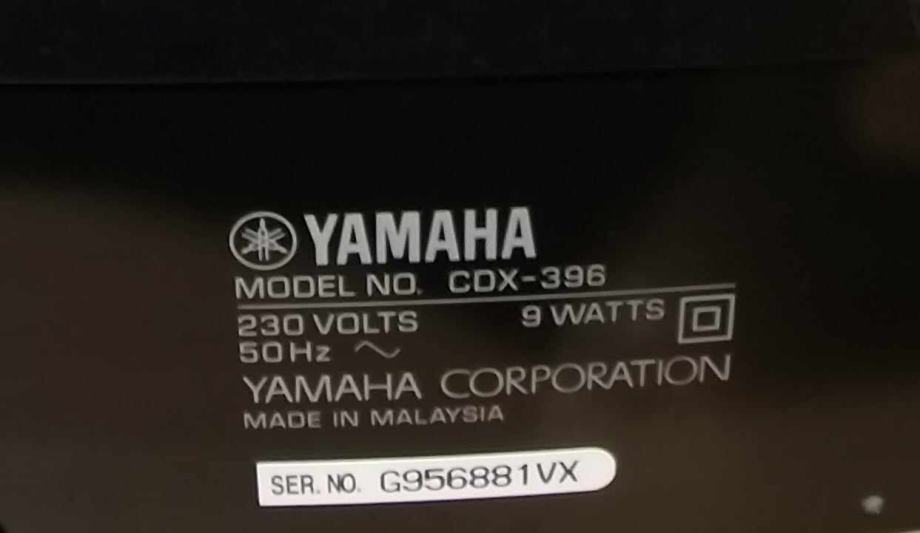 YAMAHA
MODEL NO. CDX-396
230 VOLTS 9 WATTS
50Hz ~
YAMAHA CORPORATION
MADE IN MALAYSIA
SER. NO. G956881VX